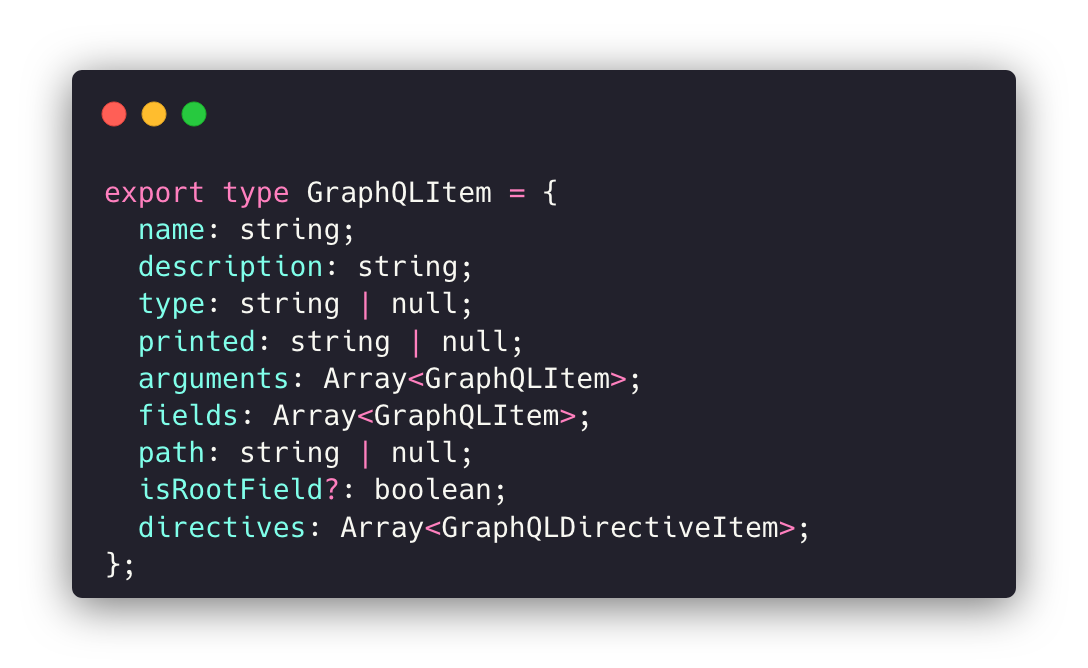 export type GraphQLItem = {
  name: string;
  description: string;
  type: string | null;
  printed: string | null;
  arguments: Array<GraphQLItem>;
  fields: Array<GraphQLItem>;
  path: string | null;
  isRootField?: boolean;
  directives: Array<GraphQLDirectiveItem>;
};